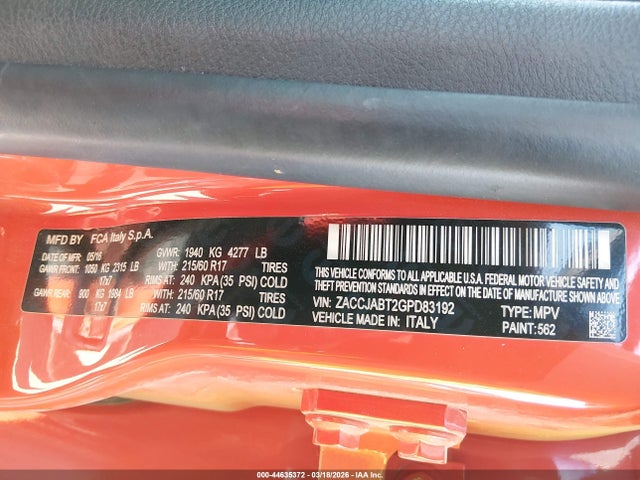 MFD BY FCA Italy S.p.A.
DATE OF MFR 05/16 GVWR: 1940 KG 4277 LB
GAWR FRONT: 1050 KG 2315 LB WITH: 215/60 R17 TIRES
17x7 RIMS AT: 240 KPA(35 PSI) COLD
GAWR REAR: 900 KG 1984 LB WITH: 215/60 R17 TIRES
17x7 RIMS AT: 240 KPA(35 PSI) COLD
THIS VEHICLE CONFORMS TO ALL APPLICABLE U.S.A. FEDERAL MOTOR VEHICLE SAFETY AND
THEFT PREVENTION STANDARDS IN EFFECT ON THE DATE OF MANUFACTURE SHOWN ABOVE.
VIN: ZACCJABT2GPD83192 TYPE: MPV
VEHICLE MADE IN: ITALY PAINT: 562
000-44635372 | 03/18/2026 - IAA Inc.